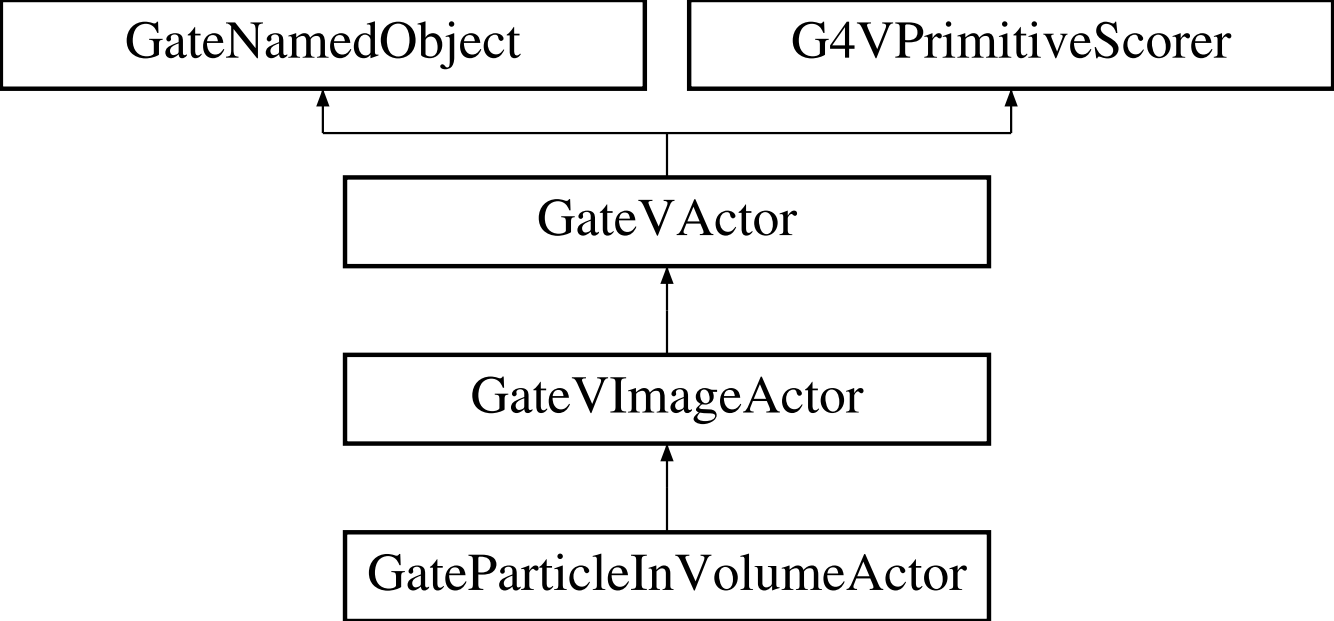 GateNamedObject
G4VPrimitiveScorer
GateVActor
GateVImageActor
GateParticleInVolumeActor